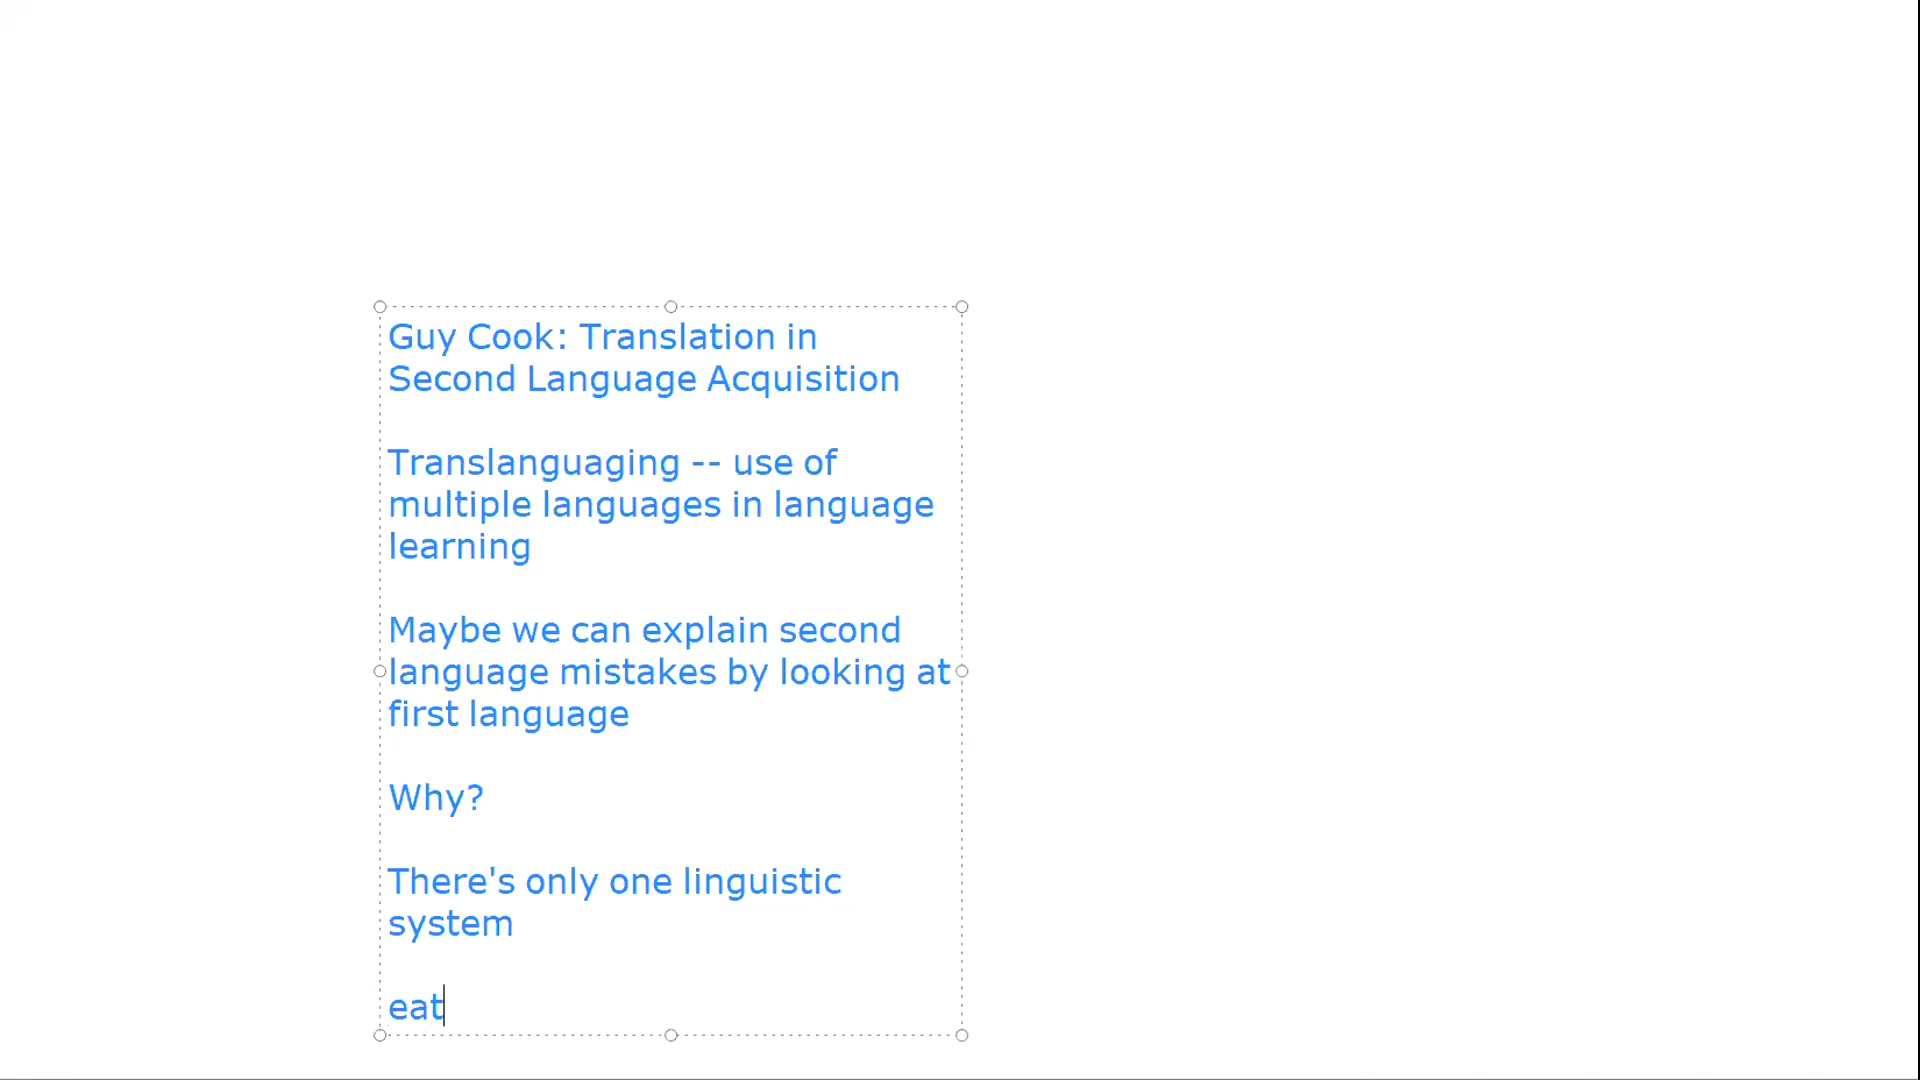 Guy Cook: Translation in
Second Language Acquisition
Translanguaging -- use of
multiple languages in language
learning
Maybe we can explain second
language mistakes by looking at
first language
Why?
There's only one linguistic
system
eat